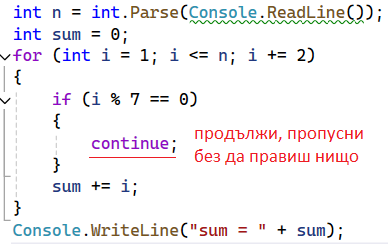 int n = int.Parse(Console.ReadLine());
int sum = 0;
for (int i = 1; i <= n; i += 2)
{
    if (i % 7 == 0)
    {
        continue;
продължи, пропусни
без да правиш нищо
    }
    sum += i;
}
Console.WriteLine("sum = " + sum);